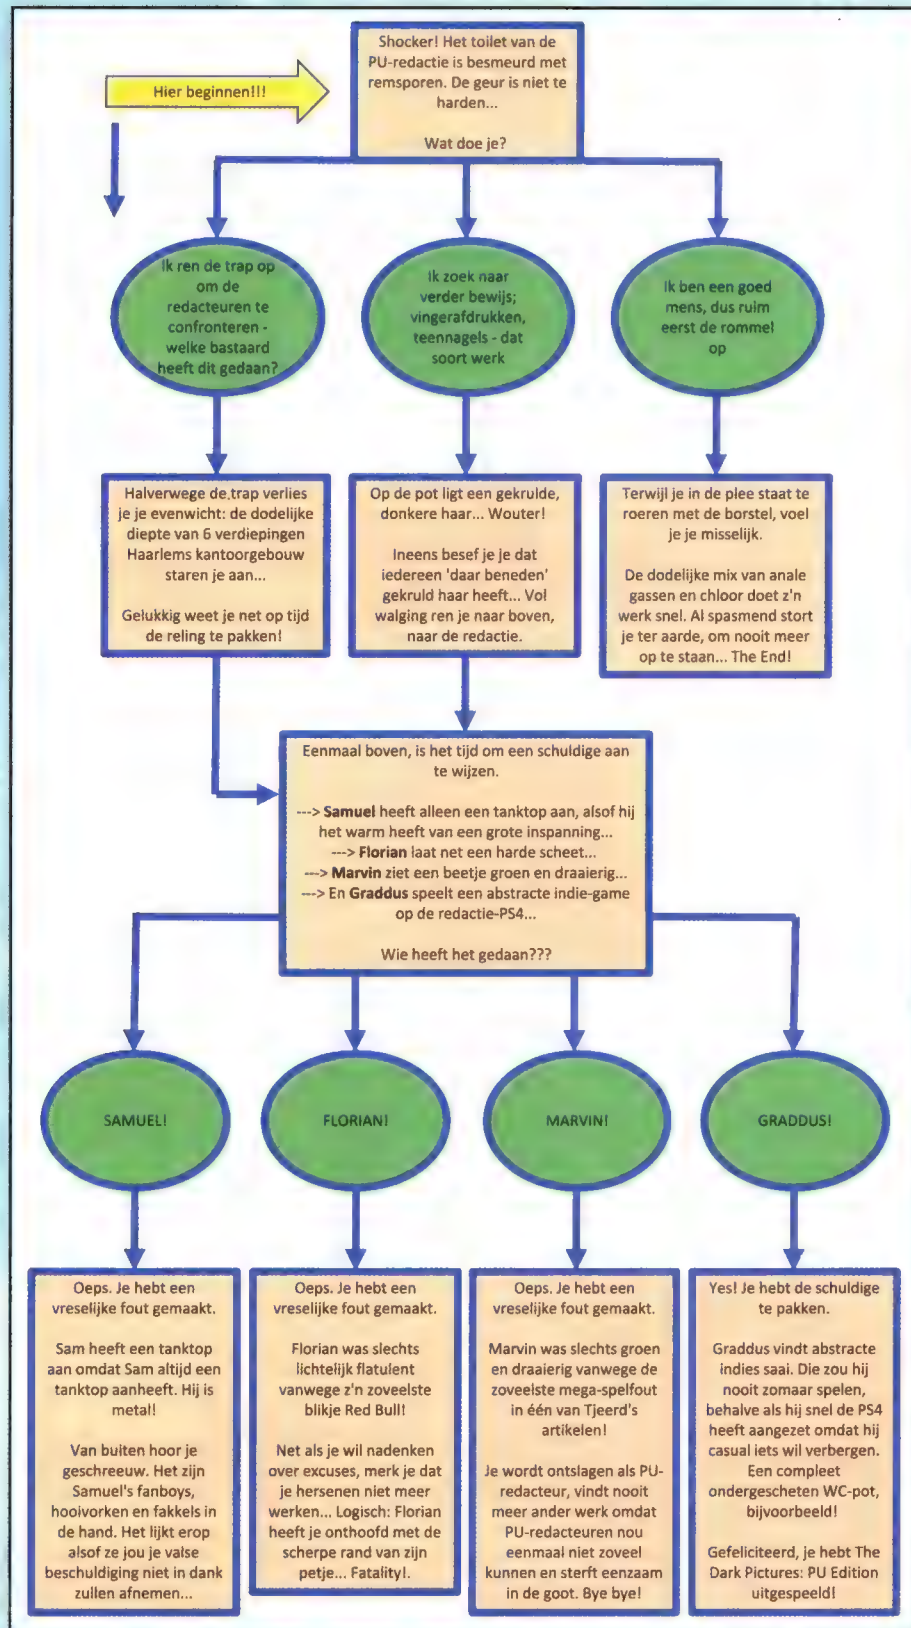 Shocker! Het toilet van de
PU-redactie is besmeurd met
remsporen. De geur is niet te
harden...
Wat doe je?
Hier beginnen!!!
Ik ren de trap op
om de
redacteuren te
confronteren -
welke bastaard
heeft dit gedaan?
Ik zoek naar
verder bewijs;
vingerafdrukken,
teennagels - dat
soort werk
Ik ben een goed
mens, dus ruim
eerst de rommel
op
Halverwege de trap verlies
je je evenwicht: de dodelijke
diepte van 6 verdiepingen
Haarlems kantoorgebouw
staren je aan...
Gelukkig weet je net op tijd
de reling te pakken!
Op de pot ligt een gekrulde,
donkere haar... Wouter!
Ineens besef je je dat
iedereen 'daar beneden'
gekruld haar heeft... Vol
walging ren je naar boven,
naar de redactie.
Terwijl je in de plee staat te
roeren met de borstel, voel
je je misselijk.
De dodelijke mix van anale
gassen en chloor doet z'n
werk snel. Al spasmend stort
je ter aarde, om nooit meer
op te staan... The End!
Eenmaal boven, is het tijd om een schuldige aan
te wijzen.
---> Samuel heeft alleen een tanktop aan, alsof hij
het warm heeft van een grote inspanning...
---> Florian laat net een harde scheet...
---> Marvin ziet een beetje groen en draaierig...
---> En Graddus speelt een abstracte indie-game
op de redactie-PS4...
Wie heeft het gedaan???
SAMUEL!
FLORIAN!
MARVIN!
GRADDUS!
Oeps. Je hebt een
vreselijke fout gemaakt.
Sam heeft een tanktop
aan omdat Sam altijd een
tanktop aanheeft. Hij is
metal!
Van buiten hoor je
geschreeuw. Het zijn
Samuel's fanboys,
hooivorken en fakkels in
de hand. Het lijkt erop
alsof ze jou je valse
beschuldiging niet in dank
zullen afnemen...
Oeps. Je hebt een
vreselijke fout gemaakt.
Florian was slechts
lichtelijk flatulent
vanwege z'n zoveelste
blikje Red Bull!
Net als je wil nadenken
over excuses, merk je dat
je hersenen niet meer
werken... Logisch: Florian
heeft je onthoofd met de
scherpe rand van zijn
petje... Fatality!.
Oeps. Je hebt een
vreselijke fout gemaakt.
Marvin was slechts groen
en draaierig vanwege de
zoveelste mega-spelfout
in één van Tjeerd's
artikelen!
Je wordt ontslagen als PU-
redacteur, vindt nooit
meer ander werk omdat
PU-redacteuren nou
eenmaal niet zoveel
kunnen en sterft eenzaam
in de goot. Bye bye!
Yes! Je hebt de schuldige
te pakken.
Graddus vindt abstracte
indies saai. Die zou hij
nooit zomaar spelen,
behalve als hij snel de PS4
heeft aangezet omdat hij
casual iets wil verbergen.
Een compleet
ondergescheten WC-pot,
bijvoorbeeld!
Gefeliciteerd, je hebt The
Dark Pictures: PU Edition
uitgespeeld!